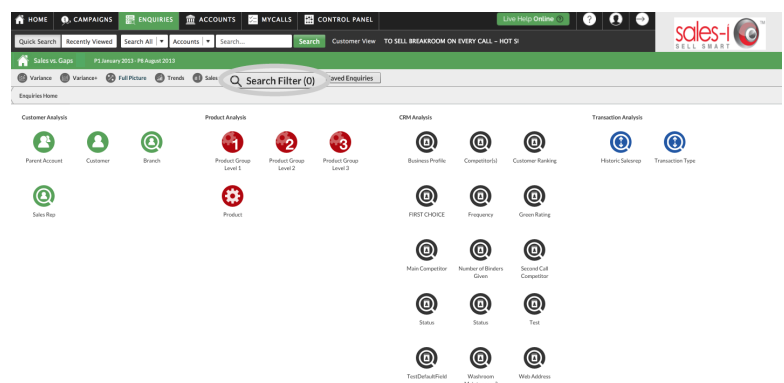 HOME CAMPAIGNS ENQUIRIES ACCOUNTS MYCALLS CONTROL PANEL Live Help Online ?
Quick Search Recently Viewed Search All Accounts Search... Search Customer View TO SELL BREAKROOM ON EVERY CALL – HOT S!
sales-i™
SELL SMART
Sales vs. Gaps P1 January 2013 - P8 August 2013
Variance Variance+ Full Picture Trends Sales Search Filter (0) Saved Enquiries
Enquiries Home
Customer Analysis Product Analysis CRM Analysis Transaction Analysis
1 2 3
Parent Account Customer Branch Product Group Level 1 Product Group Level 2 Product Group Level 3 Business Profile Competitor(s) Customer Ranking Historic Salesrep Transaction Type
Sales Rep Product FIRST CHOICE Frequency Green Rating
Main Competitor Number of Binders Given Second Call Competitor
Status Status Test
TestDefaultField Washroom Web Address